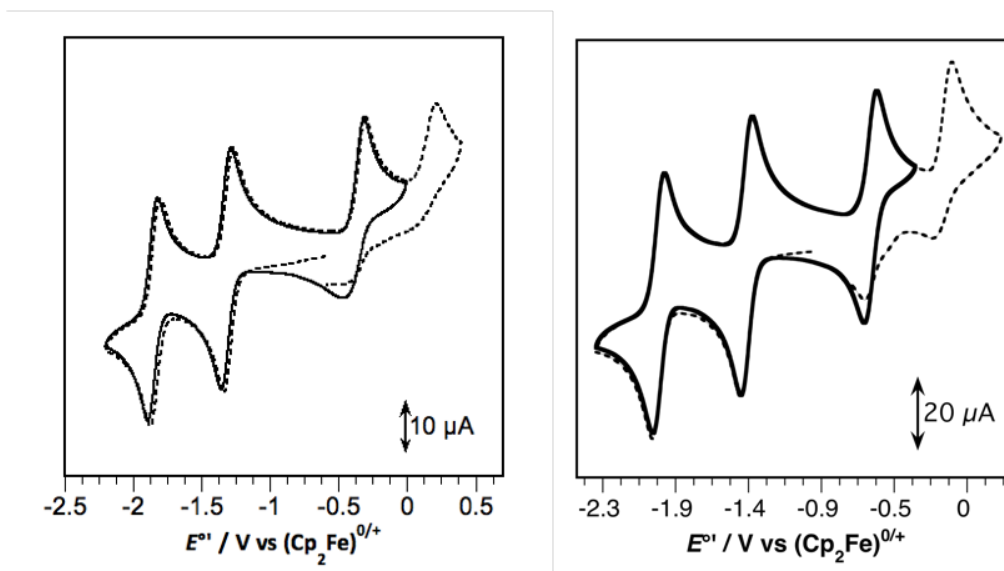 10 μA
-2.5 -2 -1.5 -1 -0.5 0 0.5
E°' / V vs (Cp2Fe)0/+
20 μA
-2.3 -1.9 -1.4 -0.9 -0.5 0
E°' / V vs (Cp2Fe)0/+